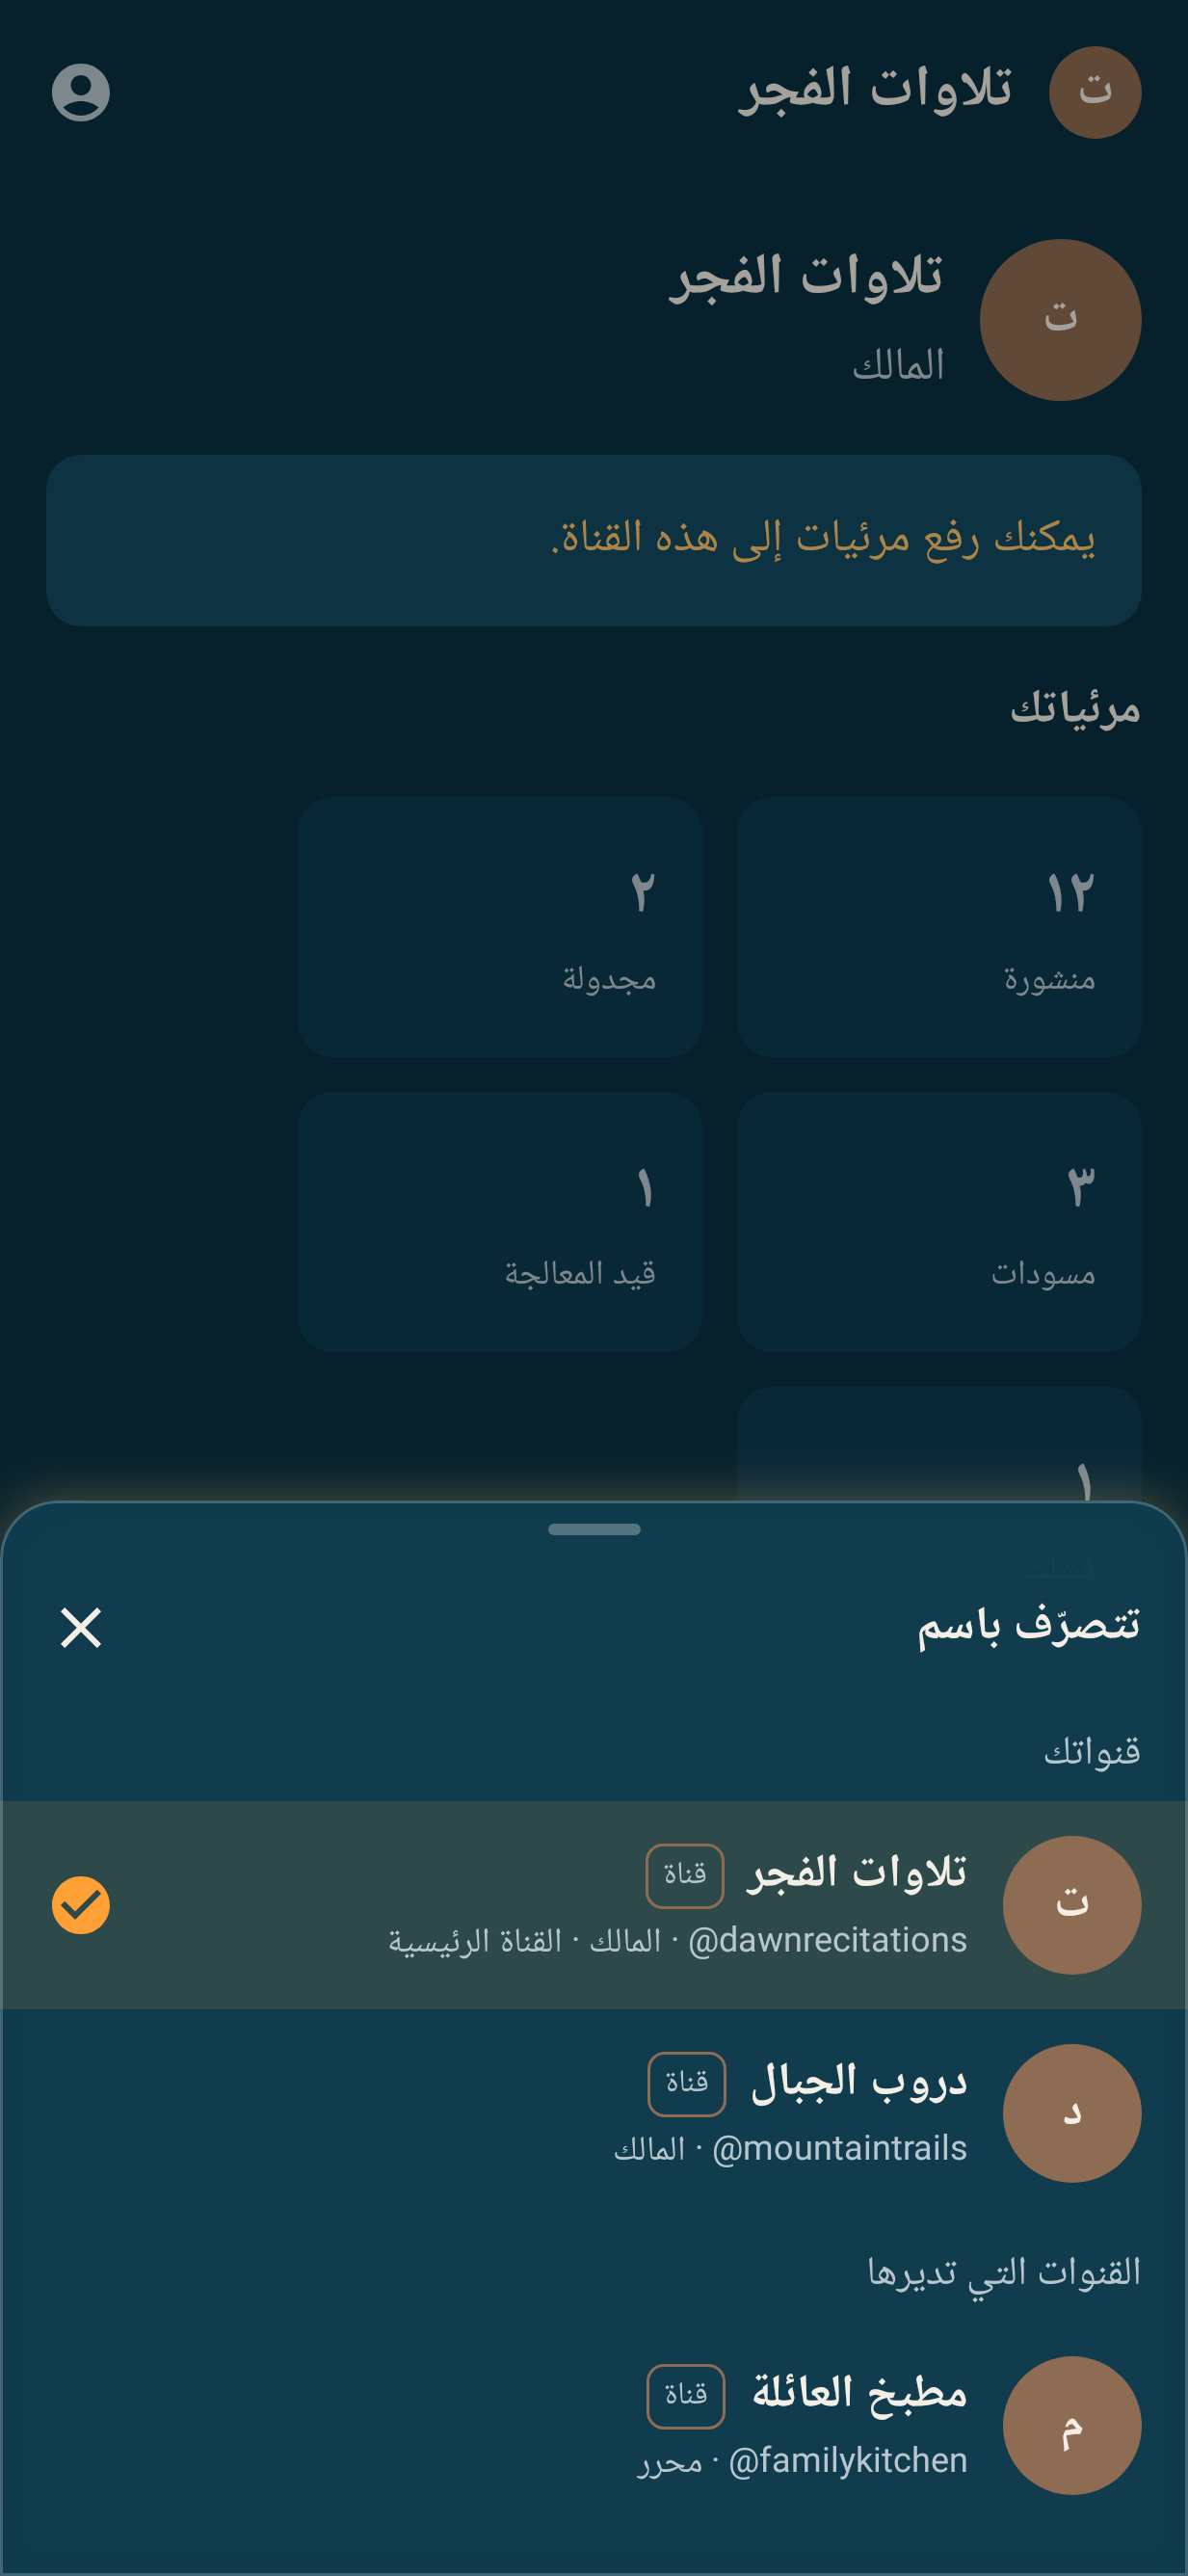 ت تلاوات الفجر
ت
تلاوات الفجر
المالك
يمكنك رفع مرئيات إلى هذه القناة.
مرئياتك
١٢ ٢
منشورة مجدولة
٣ ١
مسودات قيد المعالجة
١
فشلت
تتصرّف باسم
قنواتك
ت
تلاوات الفجر قناة
@dawnrecitations · المالك · القناة الرئيسية
د
دروب الجبال قناة
@mountaintrails · المالك
القنوات التي تديرها
م
مطبخ العائلة قناة
@familykitchen · محرر